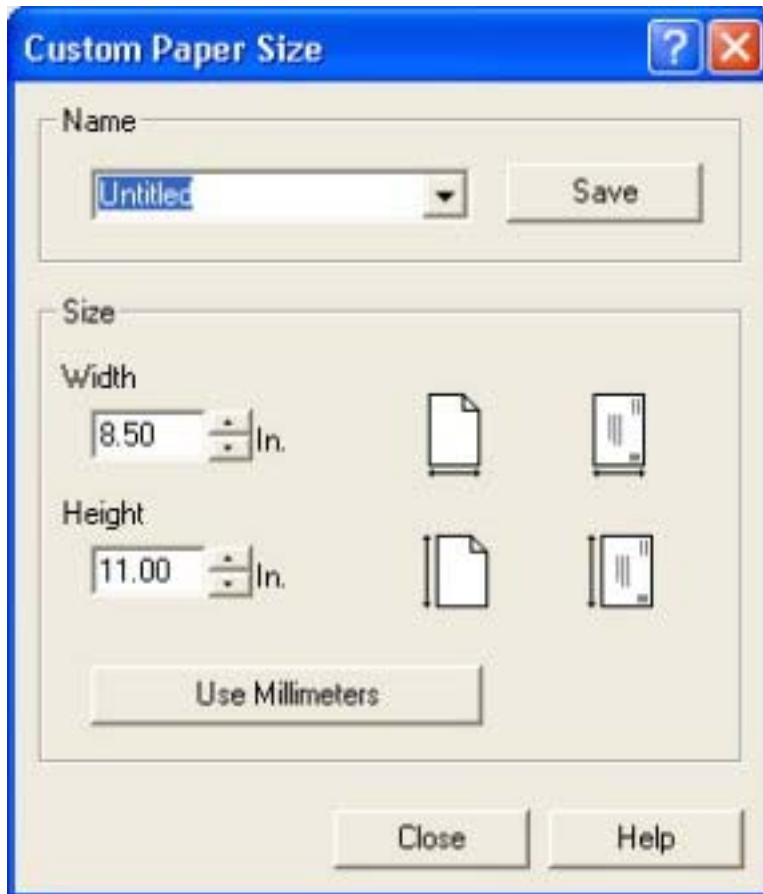 Custom Paper Size
Name
Untitled
Save
Size
Width
8.50 In.
Height
11.00 In.
Use Millimeters
Close Help